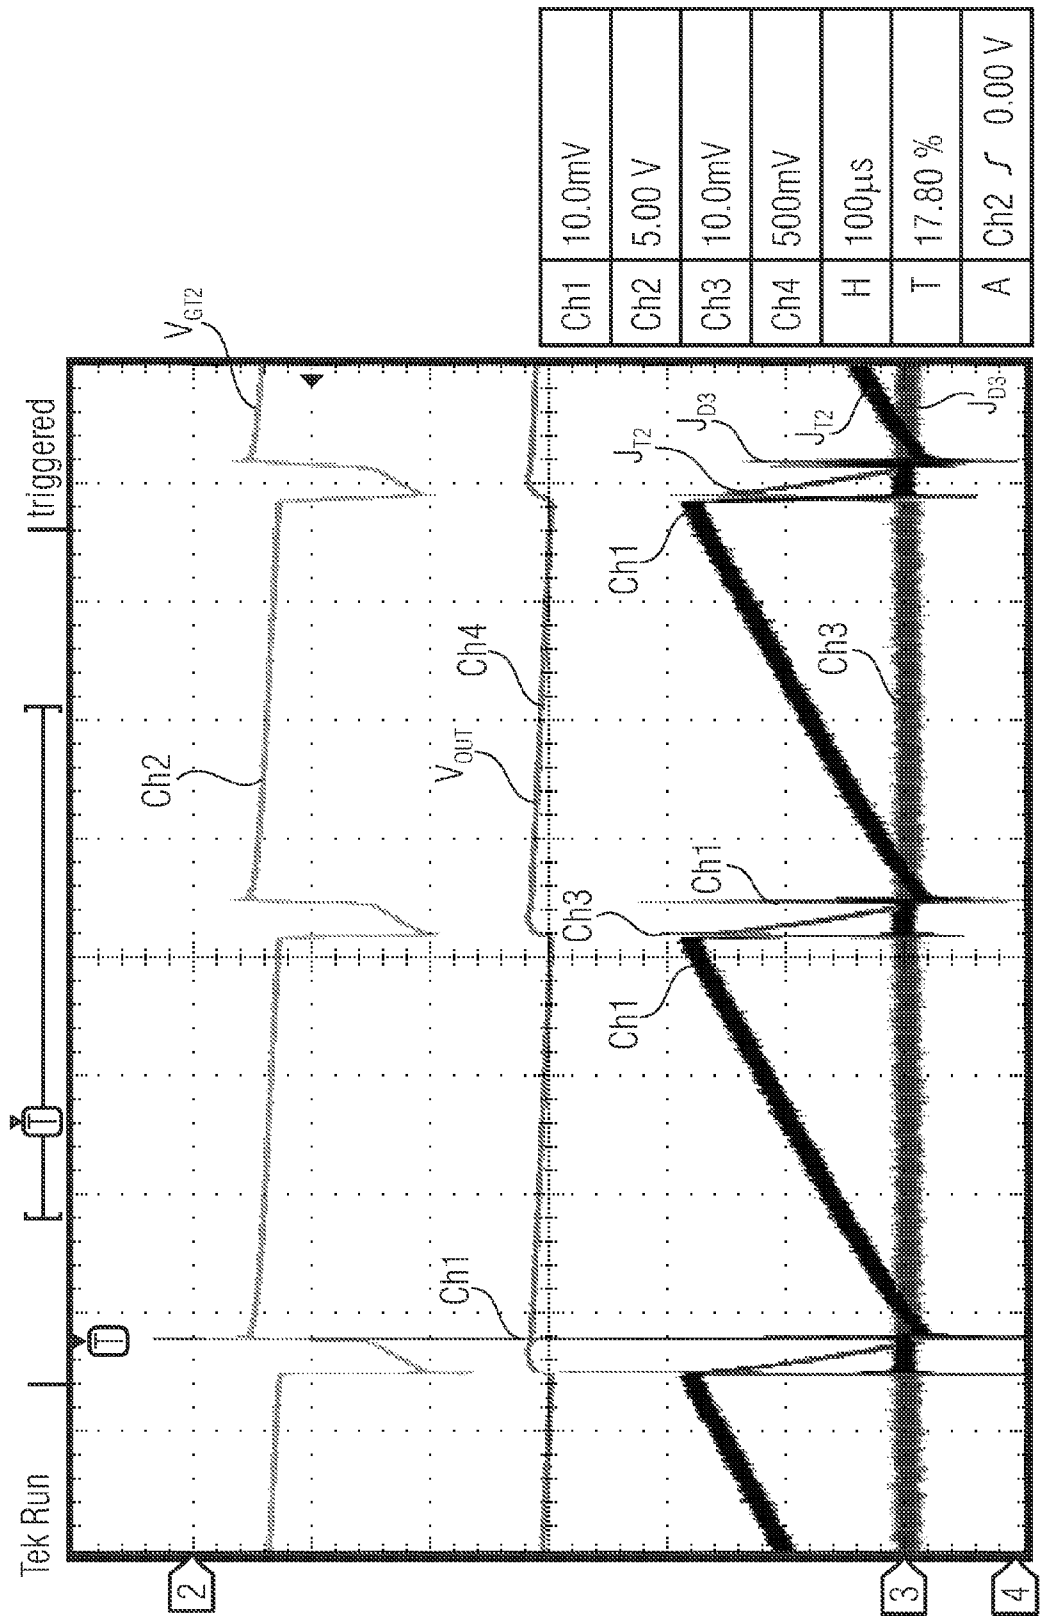 Tek Run
triggered
T
T
2
3
4
V_GT2
Ch2
Ch4
V_OUT
Ch1
Ch3
Ch1
Ch1
Ch1
Ch3
J_T2
J_D3
J_T2
J_D3
Ch1 10.0mV
Ch2 5.00 V
Ch3 10.0mV
Ch4 500mV
H 100µs
T 17.80 %
A Ch2 ƒ 0.00 V